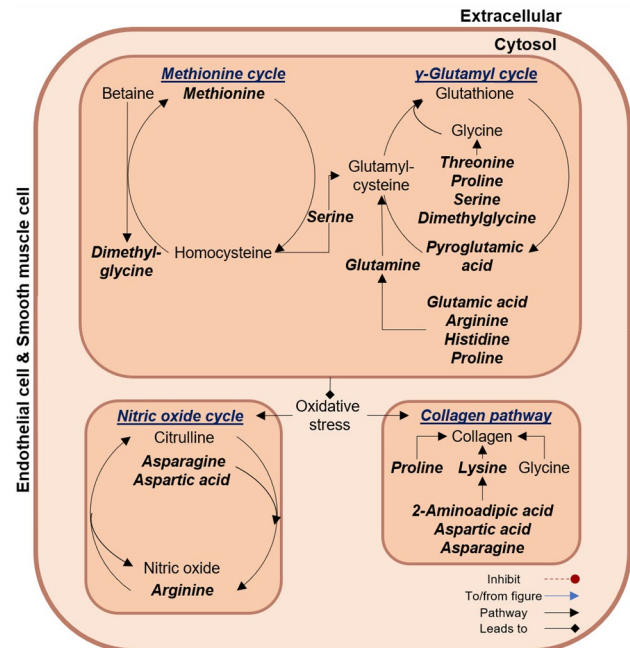 Extracellular
Cytosol
Endothelial cell & Smooth muscle cell
Methionine cycle
Betaine
Methionine
Serine
Dimethyl-
glycine
Homocysteine
γ-Glutamyl cycle
Glutathione
Glycine
Threonine
Proline
Serine
Dimethylglycine
Glutamyl-
cysteine
Pyroglutamic
acid
Glutamine
Glutamic acid
Arginine
Histidine
Proline
Oxidative
stress
Nitric oxide cycle
Citrulline
Asparagine
Aspartic acid
Nitric oxide
Arginine
Collagen pathway
Collagen
Proline
Lysine
Glycine
2-Aminoadipic acid
Aspartic acid
Asparagine
Inhibit
To/from figure
Pathway
Leads to